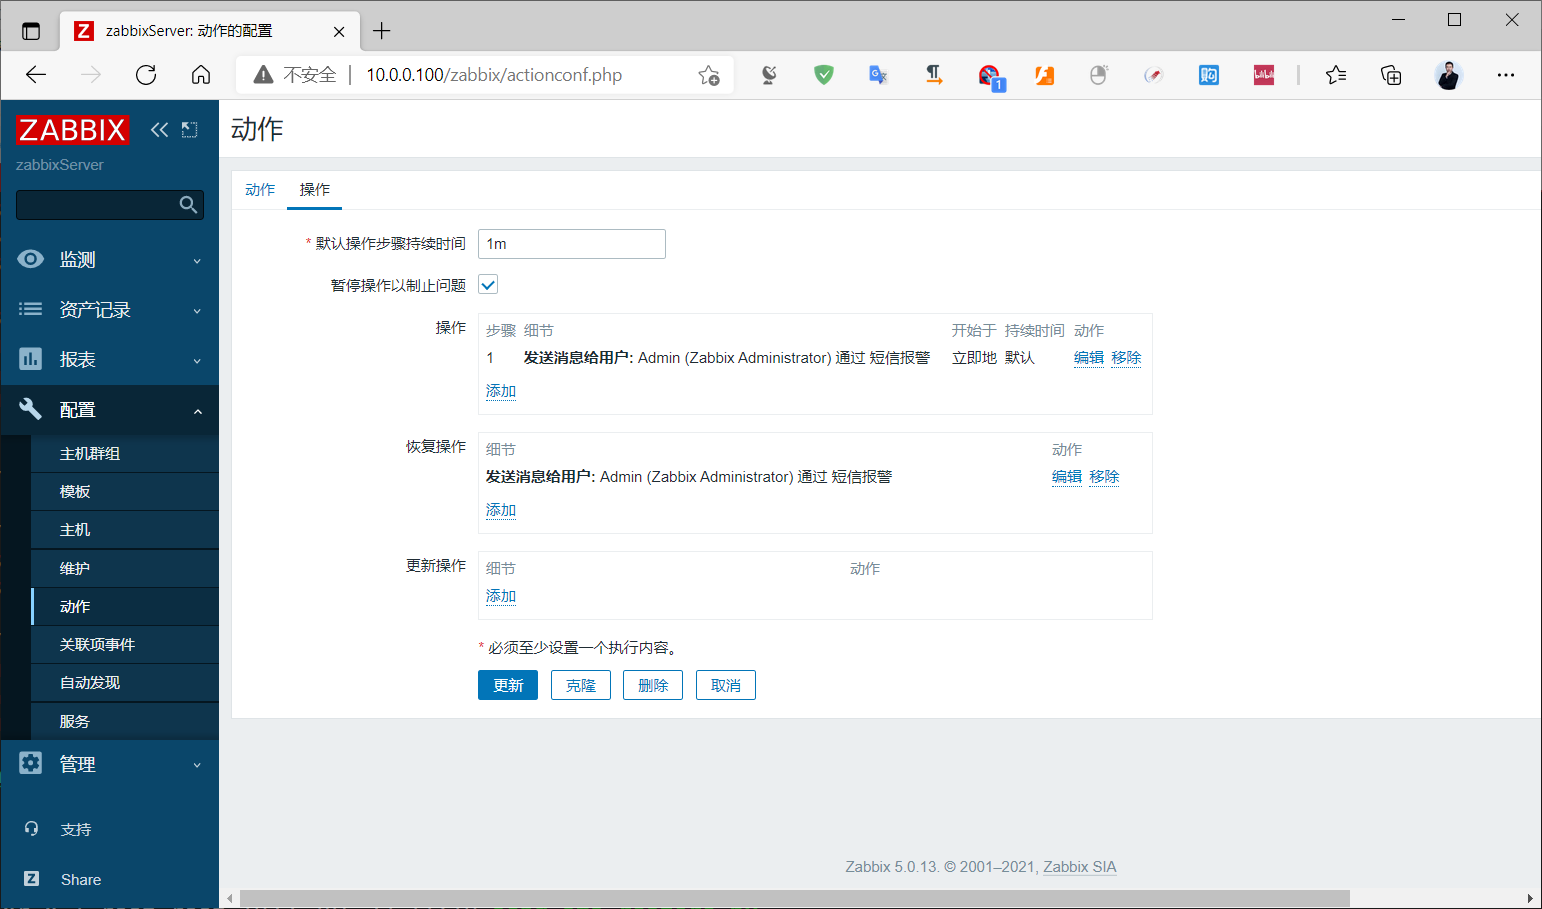 zabbixServer: 动作的配置
不安全 | 10.0.0.100/zabbix/actionconf.php
1
购
ZABBIX
zabbixServer
监测
资产记录
报表
配置
主机群组
模板
主机
维护
动作
关联项事件
自动发现
服务
管理
支持
Share
动作
动作 操作
* 默认操作步骤持续时间 1m
暂停操作以制止问题
操作 步骤 细节 开始于 持续时间 动作
1 发送消息给用户: Admin (Zabbix Administrator) 通过 短信报警 立即地 默认 编辑 移除
添加
恢复操作 细节 动作
发送消息给用户: Admin (Zabbix Administrator) 通过 短信报警 编辑 移除
添加
更新操作 细节 动作
添加
* 必须至少设置一个执行内容。
更新 克隆 删除 取消
Zabbix 5.0.13. © 2001–2021, Zabbix SIA